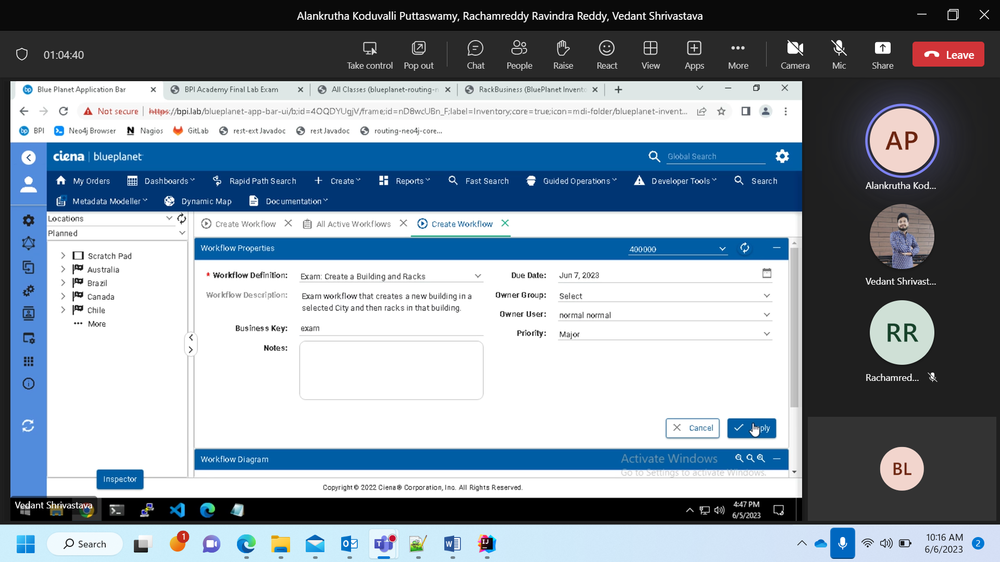 Alankrutha Koduvalli Puttaswamy, Rachamreddy Ravindra Reddy, Vedant Shrivastava
01:04:40
Take control
Pop out
Chat
People
Raise
React
View
Apps
More
Camera
Mic
Share
Leave
Blue Planet Application Bar
BPI Academy Final Lab Exam
All Classes (blueplanet-routing-n
RackBusiness (BluePlanet Invento
Not secure
https://bpi.lab/blueplanet-app-bar-ui/b;id=4OQDYUgjV/frame;id=nD8wcUBn_F;label=Inventory;core=true;icon=mdi-folder/blueplanet-invent...
BPI
Neo4j Browser
Nagios
GitLab
rest-ext Javadoc
rest Javadoc
routing-neo4j-core...
ciena | blueplanet
Global Search
My Orders
Dashboards
Rapid Path Search
Create
Reports
Fast Search
Guided Operations
Developer Tools
Search
Metadata Modeller
Dynamic Map
Documentation
Locations
Planned
Scratch Pad
Australia
Brazil
Canada
Chile
More
Inspector
Create Workflow
All Active Workflows
Create Workflow
Workflow Properties
400000
* Workflow Definition:
Exam: Create a Building and Racks
Workflow Description:
Exam workflow that creates a new building in a
selected City and then racks in that building.
Business Key:
exam
Notes:
Due Date:
Jun 7, 2023
Owner Group:
Select
Owner User:
normal normal
Priority:
Major
Cancel
Workflow Diagram
Activate Windows
Go to Settings to activate Windows.
Copyright© 2022 Ciena® Corporation, Inc. All Rights Reserved.
Vedant Shrivastava
4:47 PM
6/5/2023
AP
Alankrutha Kod...
Vedant Shrivast...
RR
Rachamred...
BL
Search
1
10:16 AM
6/6/2023
2